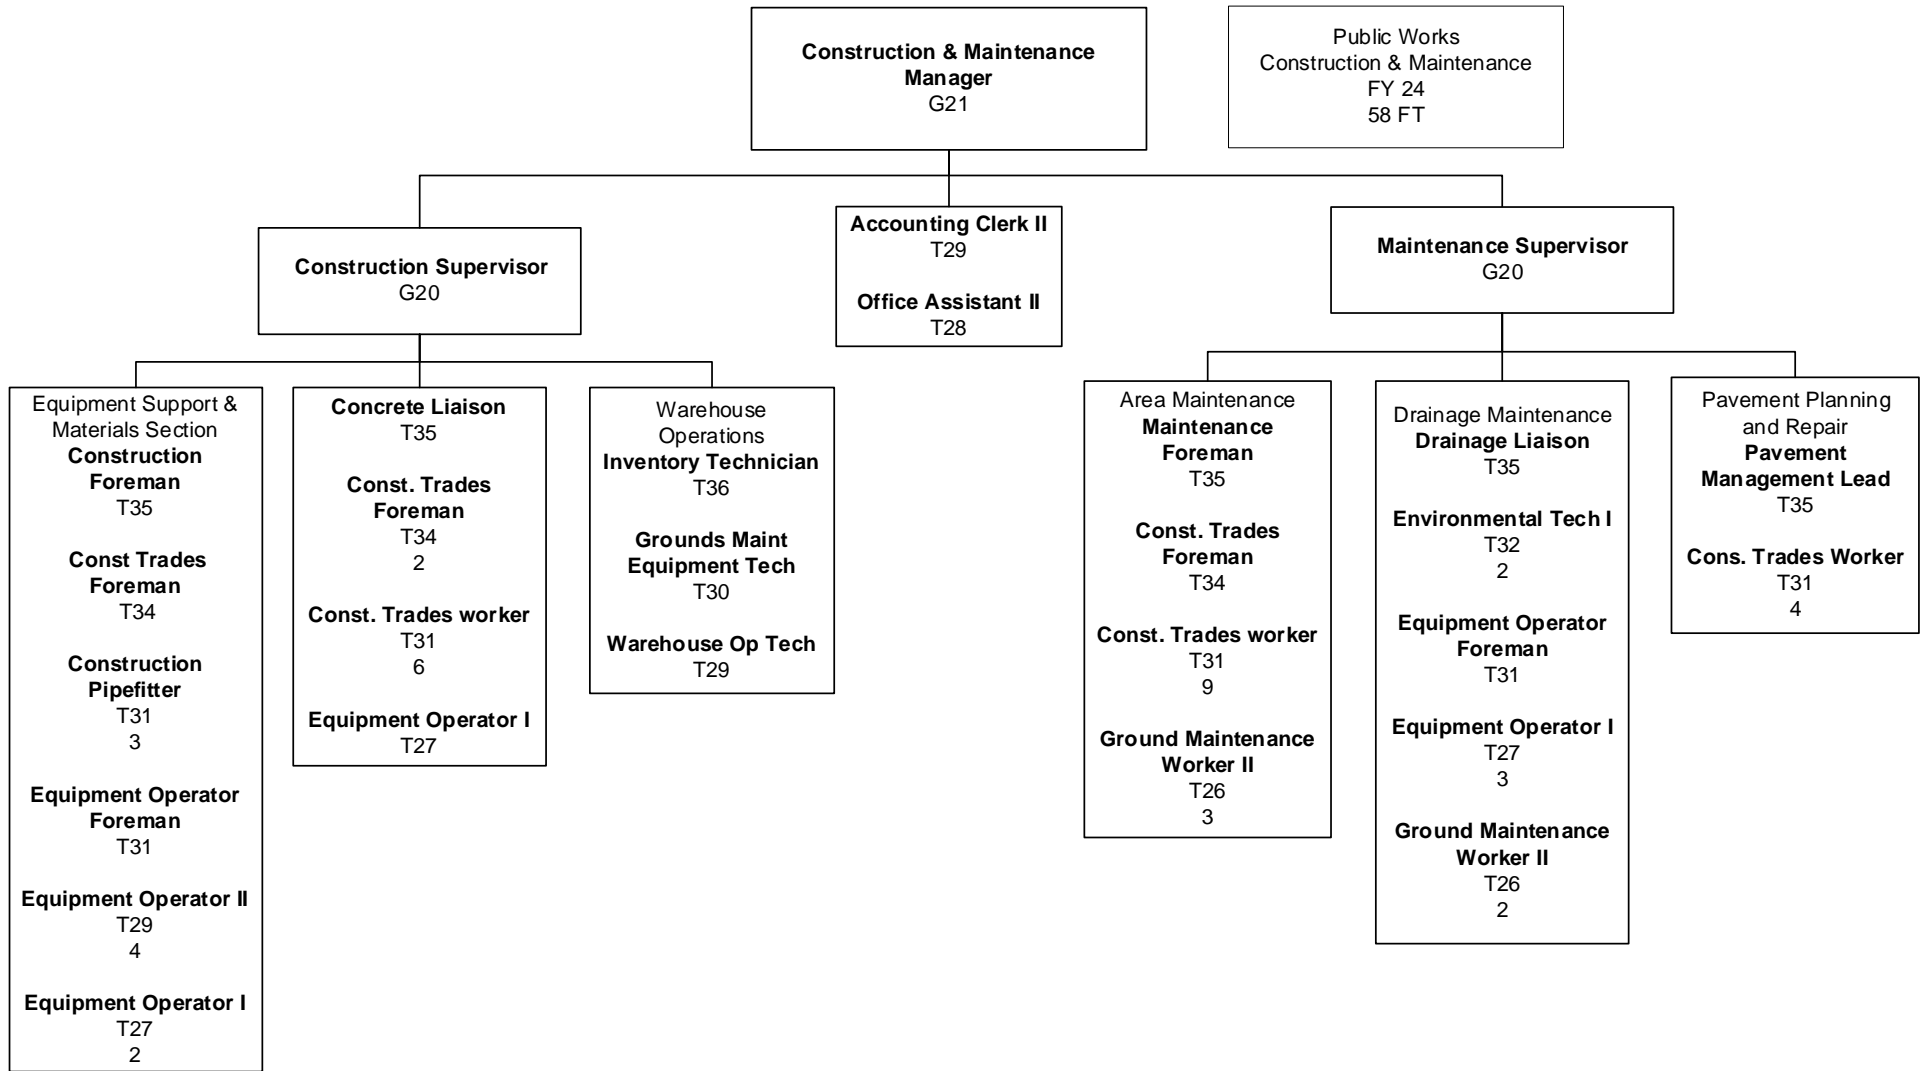 Construction & Maintenance
Manager
G21
Public Works
Construction & Maintenance
FY 24
58 FT
Construction Supervisor
G20
Accounting Clerk II
T29
Office Assistant II
T28
Maintenance Supervisor
G20
Equipment Support &
Materials Section
Construction
Foreman
T35
Const Trades
Foreman
T34
Construction
Pipefitter
T31
3
Equipment Operator
Foreman
T31
Equipment Operator II
T29
4
Equipment Operator I
T27
2
Concrete Liaison
T35
Const. Trades
Foreman
T34
2
Const. Trades worker
T31
6
Equipment Operator I
T27
Warehouse
Operations
Inventory Technician
T36
Grounds Maint
Equipment Tech
T30
Warehouse Op Tech
T29
Area Maintenance
Maintenance
Foreman
T35
Const. Trades
Foreman
T34
Const. Trades worker
T31
9
Ground Maintenance
Worker II
T26
3
Drainage Maintenance
Drainage Liaison
T35
Environmental Tech I
T32
2
Equipment Operator
Foreman
T31
Equipment Operator I
T27
3
Ground Maintenance
Worker II
T26
2
Pavement Planning
and Repair
Pavement
Management Lead
T35
Cons. Trades Worker
T31
4